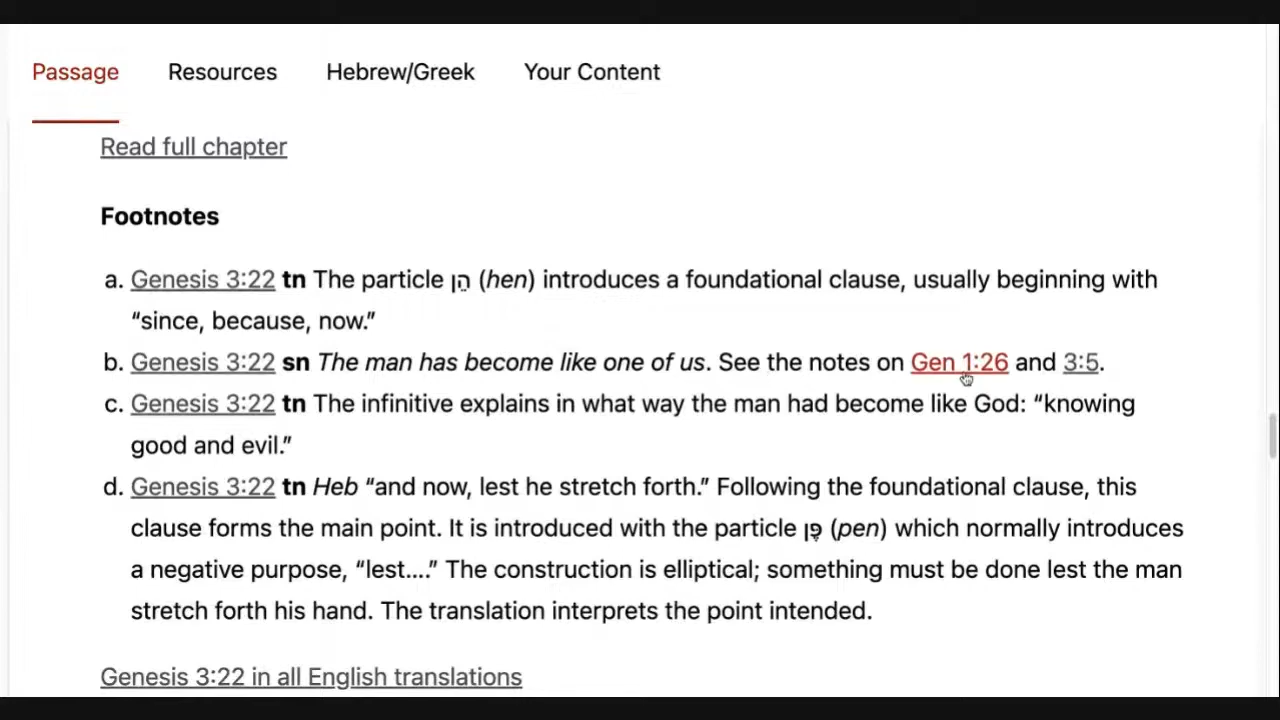 Passage Resources Hebrew/Greek Your Content
Read full chapter
Footnotes
a. Genesis 3:22 tn The particle הֵן (hen) introduces a foundational clause, usually beginning with
“since, because, now.”
b. Genesis 3:22 sn The man has become like one of us. See the notes on Gen 1:26 and 3:5.
c. Genesis 3:22 tn The infinitive explains in what way the man had become like God: “knowing
good and evil.”
d. Genesis 3:22 tn Heb “and now, lest he stretch forth.” Following the foundational clause, this
clause forms the main point. It is introduced with the particle פֶּן (pen) which normally introduces
a negative purpose, “lest….” The construction is elliptical; something must be done lest the man
stretch forth his hand. The translation interprets the point intended.
Genesis 3:22 in all English translations